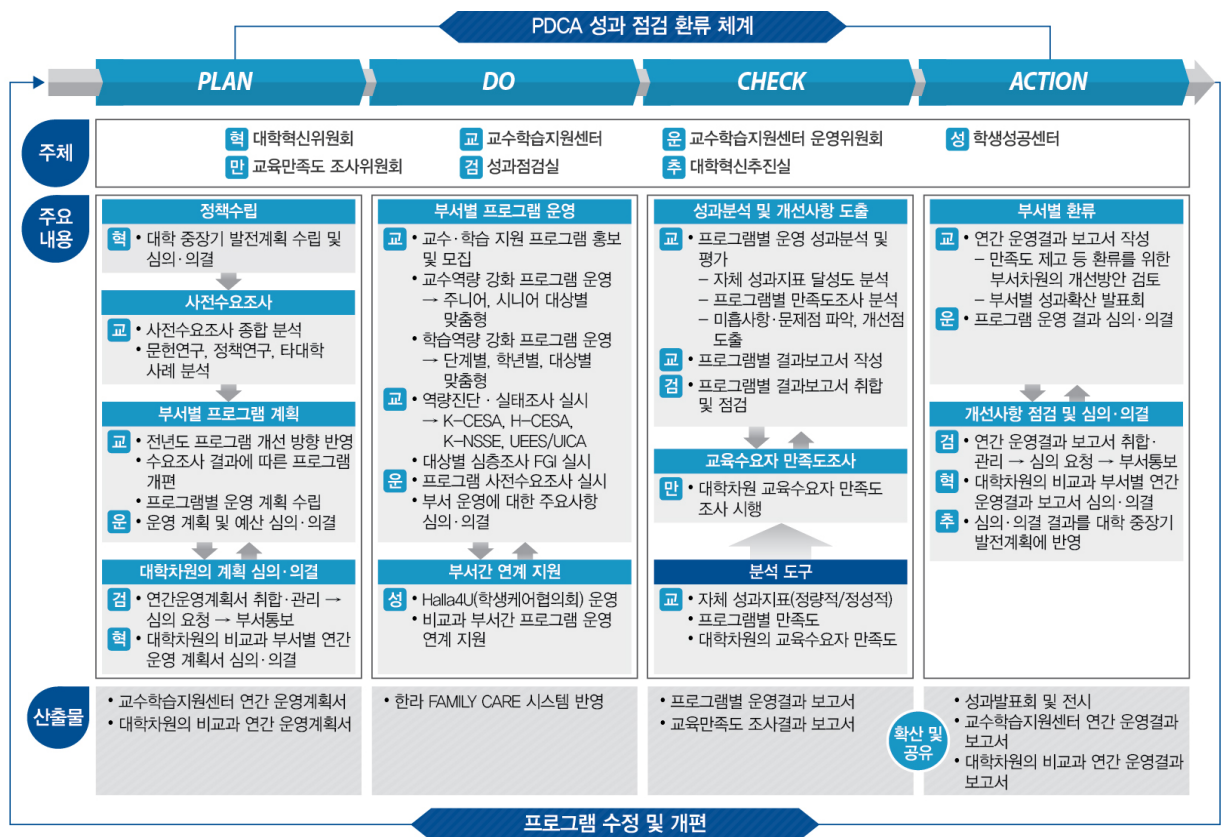 PDCA 성과 점검 환류 체계
PLAN
DO
CHECK
ACTION
주체
혁 대학혁신위원회
교 교수학습지원센터
운 교수학습지원센터 운영위원회
성 학생성공센터
만 교육만족도 조사위원회
검 성과점검실
추 대학혁신추진실
주요
내용
정책수립
혁 • 대학 중장기 발전계획 수립 및
심의·의결
사전수요조사
교 • 사전수요조사 종합 분석
• 문헌연구, 정책연구, 타대학
사례 분석
부서별 프로그램 계획
교 • 전년도 프로그램 개선 방향 반영
• 수요조사 결과에 따른 프로그램
개편
• 프로그램별 운영 계획 수립
운 • 운영 계획 및 예산 심의·의결
대학차원의 계획 심의·의결
검 • 연간운영계획서 취합·관리 →
심의 요청 → 부서통보
혁 • 대학차원의 비교과 부서별 연간
운영 계획서 심의·의결
부서별 프로그램 운영
교 • 교수·학습 지원 프로그램 홍보
및 모집
• 교수역량 강화 프로그램 운영
→ 주니어, 시니어 대상별
맞춤형
• 학습역량 강화 프로그램 운영
→ 단계별, 학년별, 대상별
맞춤형
교 • 역량진단 · 실태조사 실시
→ K-CESA, H-CESA,
K-NSSE, UEES/UICA
• 대상별 심층조사 FGI 실시
운 • 프로그램 사전수요조사 실시
• 부서 운영에 대한 주요사항
심의·의결
부서간 연계 지원
성 • Halla4U(학생케어협의회) 운영
• 비교과 부서간 프로그램 운영
연계 지원
성과분석 및 개선사항 도출
교 • 프로그램별 운영 성과분석 및
평가
– 자체 성과지표 달성도 분석
– 프로그램별 만족도조사 분석
– 미흡사항·문제점 파악, 개선점
도출
교 • 프로그램별 결과보고서 작성
검 • 프로그램별 결과보고서 취합
및 점검
교육수요자 만족도조사
만 • 대학차원 교육수요자 만족도
조사 시행
분석 도구
교 • 자체 성과지표(정량적/정성적)
• 프로그램별 만족도
• 대학차원의 교육수요자 만족도
부서별 환류
교 • 연간 운영결과 보고서 작성
– 만족도 제고 등 환류를 위한
부서차원의 개선방안 검토
– 부서별 성과확산 발표회
운 • 프로그램 운영 결과 심의·의결
개선사항 점검 및 심의·의결
검 • 연간 운영결과 보고서 취합·
관리 → 심의 요청 → 부서통보
혁 • 대학차원의 비교과 부서별 연간
운영결과 보고서 심의·의결
추 • 심의·의결 결과를 대학 중장기
발전계획에 반영
산출물
• 교수학습지원센터 연간 운영계획서
• 대학차원의 비교과 연간 운영계획서
• 한라 FAMILY CARE 시스템 반영
• 프로그램별 운영결과 보고서
• 교육만족도 조사결과 보고서
확산 및
공유
• 성과발표회 및 전시
• 교수학습지원센터 연간 운영결과
보고서
• 대학차원의 비교과 연간 운영결과
보고서
프로그램 수정 및 개편